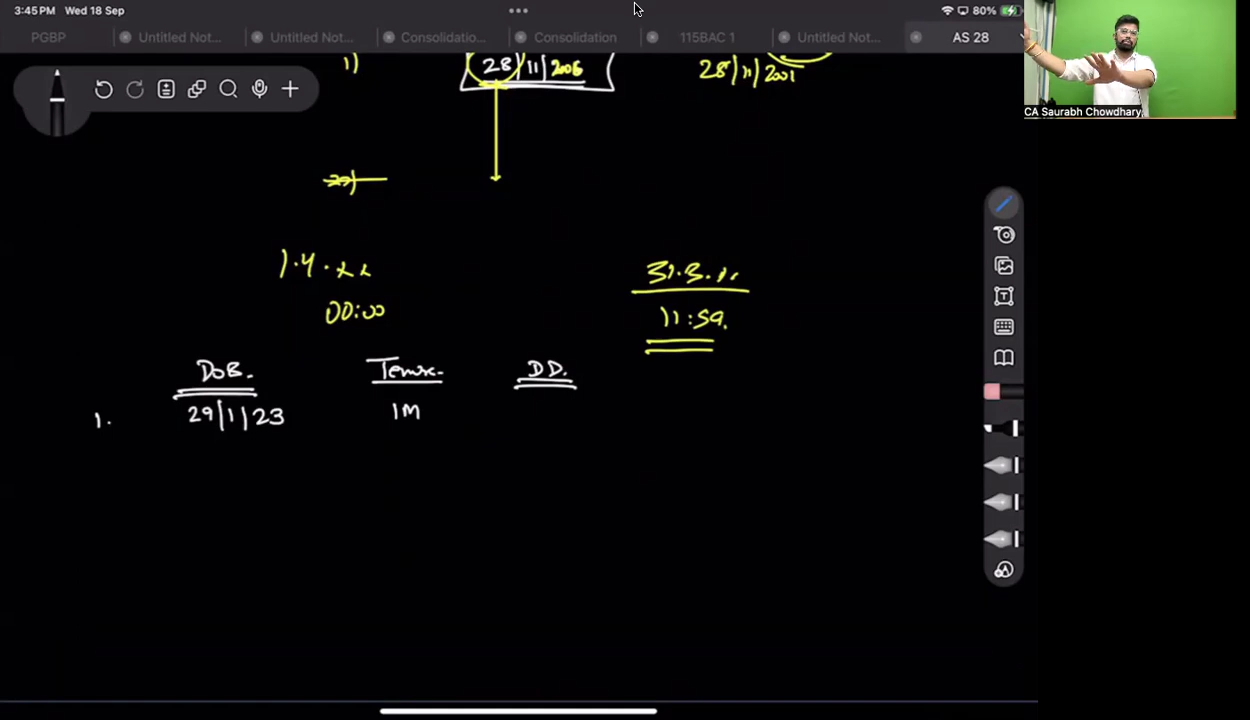 3:45 PM Wed 18 Sep
80%
PGBP
Untitled Not...
Untitled Not...
Consolidatio...
Consolidation
115BAC 1
Untitled Not...
AS 28
CA Saurabh Chowdhary
1) 28/11/2006 28/11/2001
1.4.xx 31.3.xx
00:00 11:59.
DOB. Tenure. DD.
1. 29/1/23 1M